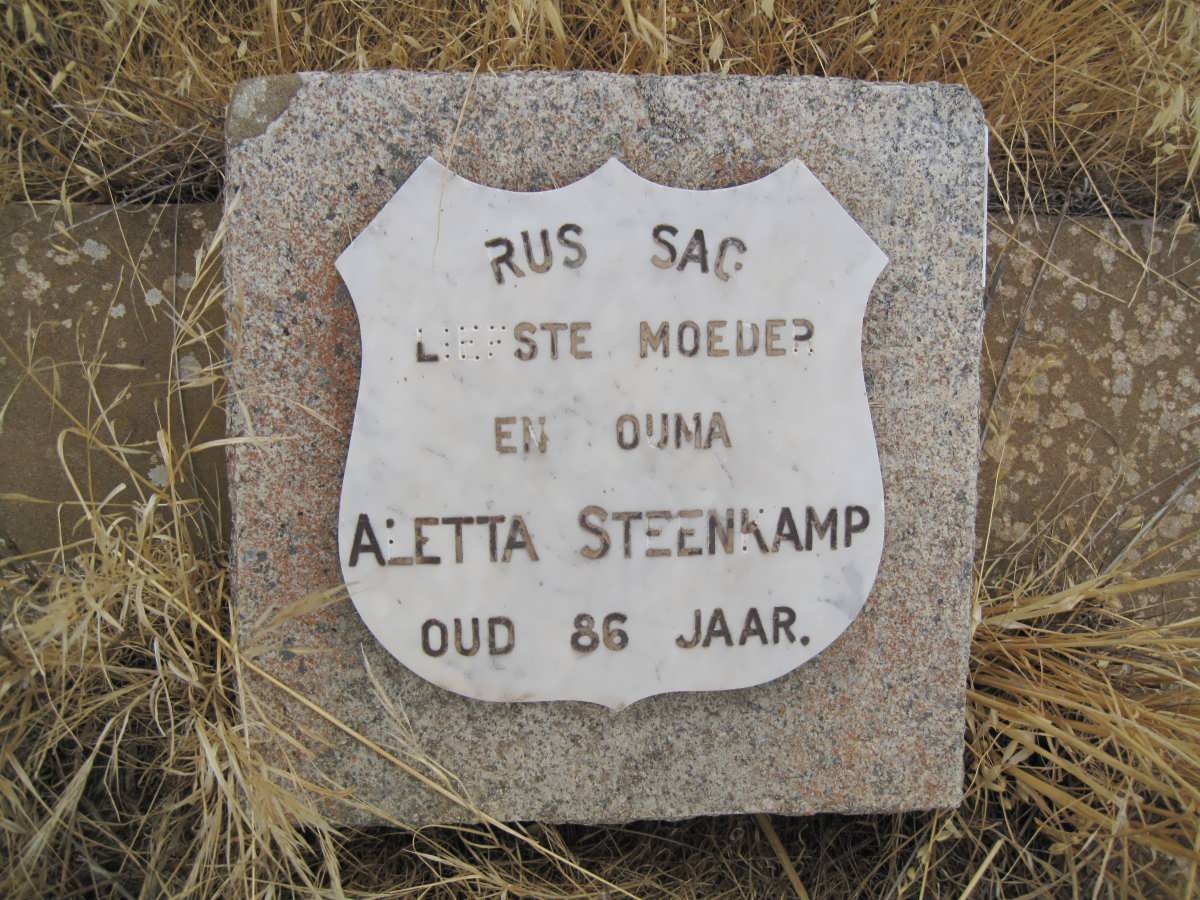 RUS SAG
LIEFSTE MOEDER
EN OUMA
ALETTA STEENKAMP
OUD 86 JAAR.